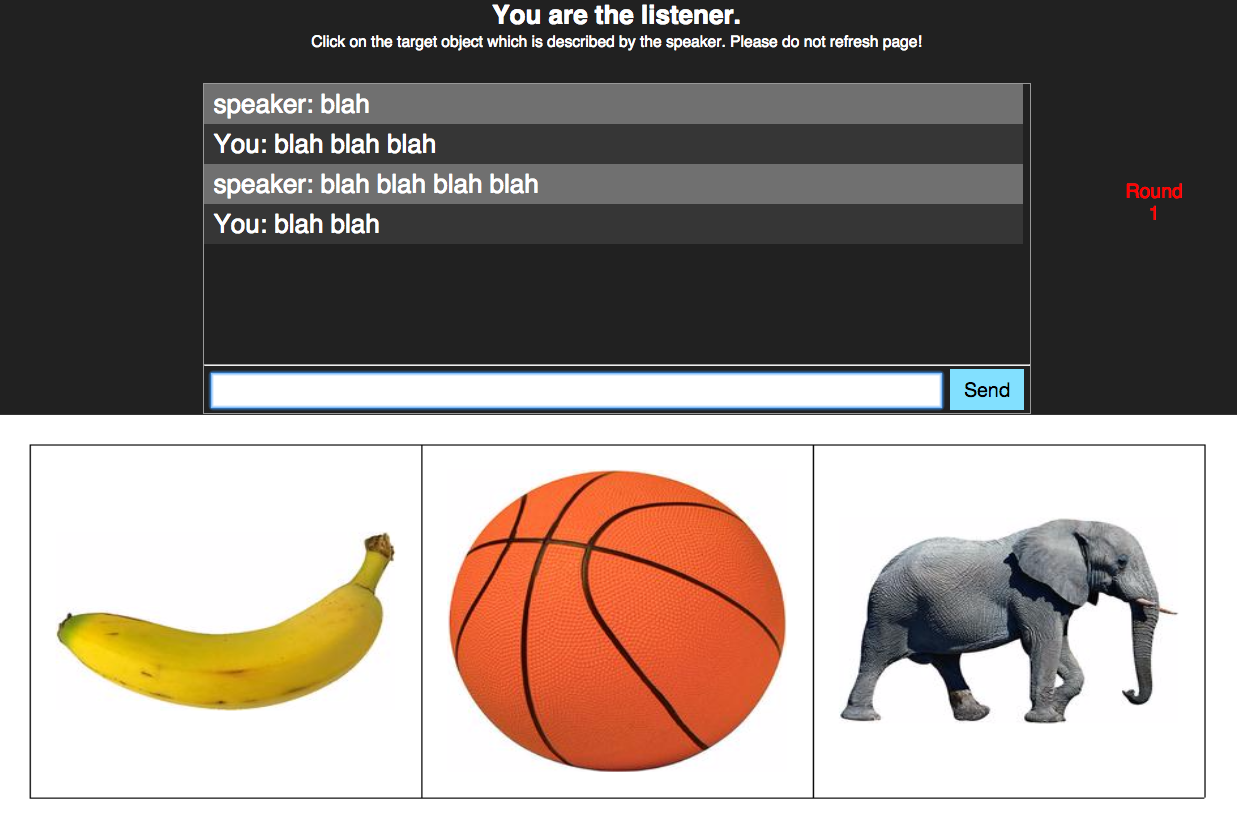 You are the listener.
Click on the target object which is described by the speaker. Please do not refresh page!
speaker: blah
You: blah blah blah
speaker: blah blah blah blah
You: blah blah
Round
1
Send